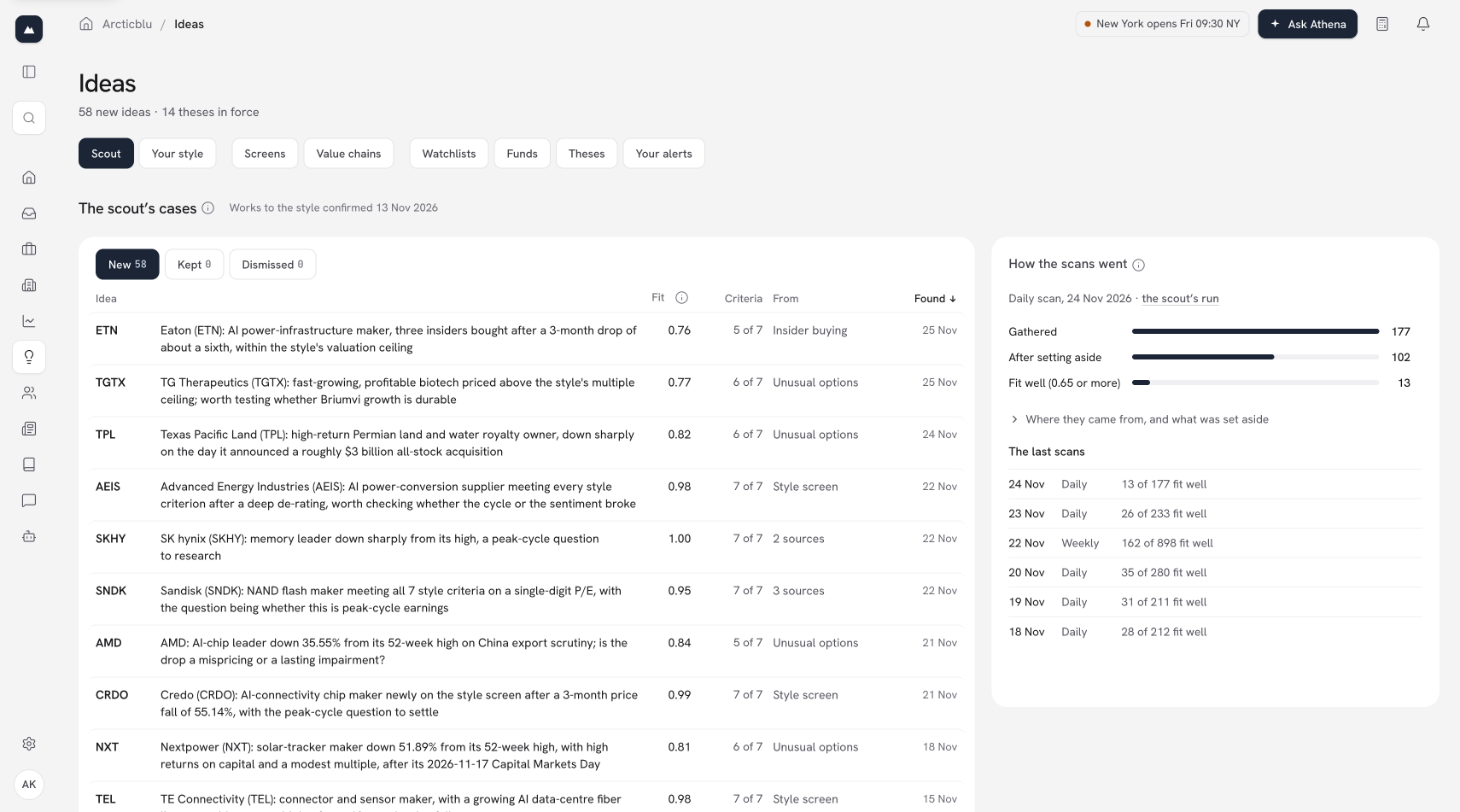 Arcticblu / Ideas
New York opens Fri 09:30 NY
Ask Athena
Ideas
58 new ideas · 14 theses in force
Scout
Your style
Screens
Value chains
Watchlists
Funds
Theses
Your alerts
The scout's cases
Works to the style confirmed 13 Nov 2026
New 58
Kept 0
Dismissed 0
Idea Fit Criteria From Found ↓
ETN Eaton (ETN): AI power-infrastructure maker, three insiders bought after a 3-month drop of 0.76 5 of 7 Insider buying 25 Nov
about a sixth, within the style's valuation ceiling
TGTX TG Therapeutics (TGTX): fast-growing, profitable biotech priced above the style's multiple 0.77 6 of 7 Unusual options 25 Nov
ceiling; worth testing whether Briumvi growth is durable
TPL Texas Pacific Land (TPL): high-return Permian land and water royalty owner, down sharply 0.82 6 of 7 Unusual options 24 Nov
on the day it announced a roughly $3 billion all-stock acquisition
AEIS Advanced Energy Industries (AEIS): AI power-conversion supplier meeting every style 0.98 7 of 7 Style screen 22 Nov
criterion after a deep de-rating, worth checking whether the cycle or the sentiment broke
SKHY SK hynix (SKHY): memory leader down sharply from its high, a peak-cycle question 1.00 7 of 7 2 sources 22 Nov
to research
SNDK Sandisk (SNDK): NAND flash maker meeting all 7 style criteria on a single-digit P/E, with 0.95 7 of 7 3 sources 22 Nov
the question being whether this is peak-cycle earnings
AMD AMD: AI-chip leader down 35.55% from its 52-week high on China export scrutiny; is the 0.84 5 of 7 Unusual options 21 Nov
drop a mispricing or a lasting impairment?
CRDO Credo (CRDO): AI-connectivity chip maker newly on the style screen after a 3-month price 0.99 7 of 7 Style screen 21 Nov
fall of 55.14%, with the peak-cycle question to settle
NXT Nextpower (NXT): solar-tracker maker down 51.89% from its 52-week high, with high 0.81 6 of 7 Unusual options 18 Nov
returns on capital and a modest multiple, after its 2026-11-17 Capital Markets Day
TEL TE Connectivity (TEL): connector and sensor maker, with a growing AI data-centre fiber 0.98 7 of 7 Style screen 15 Nov
How the scans went
Daily scan, 24 Nov 2026 · the scout's run
Gathered 177
After setting aside 102
Fit well (0.65 or more) 13
Where they came from, and what was set aside
The last scans
24 Nov Daily 13 of 177 fit well
23 Nov Daily 26 of 233 fit well
22 Nov Weekly 162 of 898 fit well
20 Nov Daily 35 of 280 fit well
19 Nov Daily 31 of 211 fit well
18 Nov Daily 28 of 212 fit well
AK